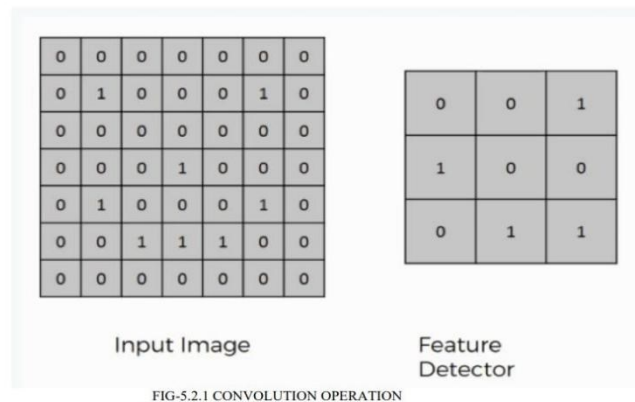 0 0 0 0 0 0 0
0 1 0 0 0 1 0
0 0 0 0 0 0 0
0 0 0 1 0 0 0
0 1 0 0 0 1 0
0 0 1 1 1 0 0
0 0 0 0 0 0 0
0 0 1
1 0 0
0 1 1
Input Image
Feature
Detector
FIG-5.2.1 CONVOLUTION OPERATION